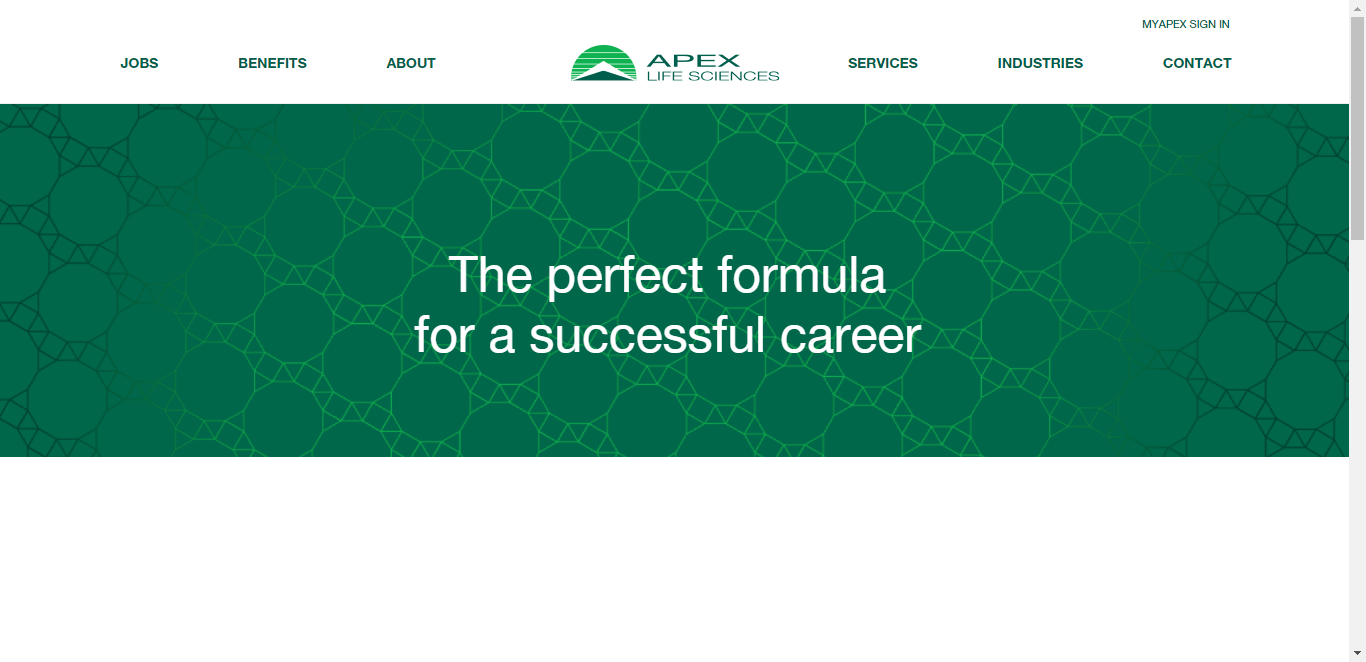 MYAPEX SIGN IN
JOBS BENEFITS ABOUT APEX LIFE SCIENCES SERVICES INDUSTRIES CONTACT
The perfect formula
for a successful career